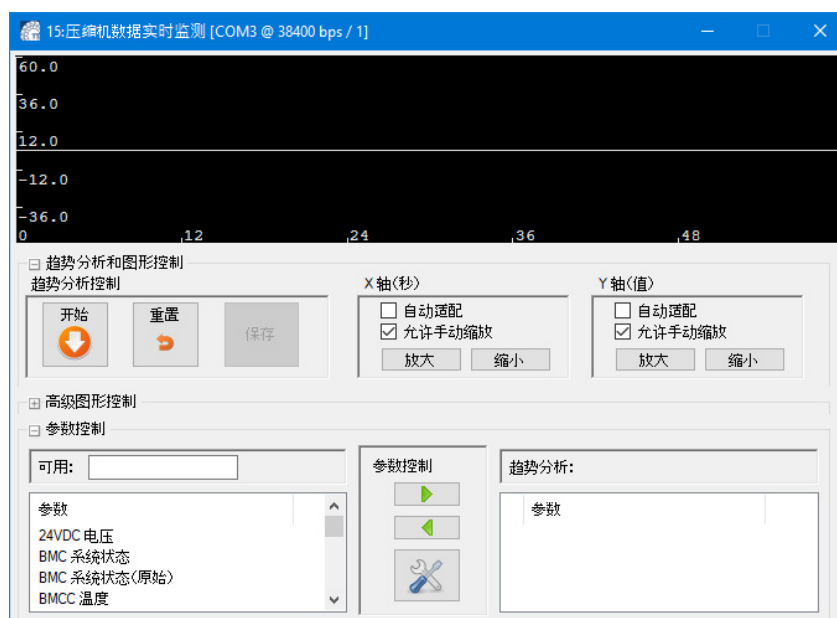 15:压缩机数据实时监测 [COM3 @ 38400 bps / 1]
60.0
36.0
12.0
-12.0
-36.0
0 12 24 36 48
趋势分析和图形控制
趋势分析控制 X轴(秒) Y轴(值)
开始 重置 保存 自动适配 自动适配
允许手动缩放 允许手动缩放
放大 缩小 放大 缩小
高级图形控制
参数控制
可用: 参数控制 趋势分析:
参数 参数
24VDC 电压
BMC 系统状态
BMC 系统状态(原始)
BMCC 温度